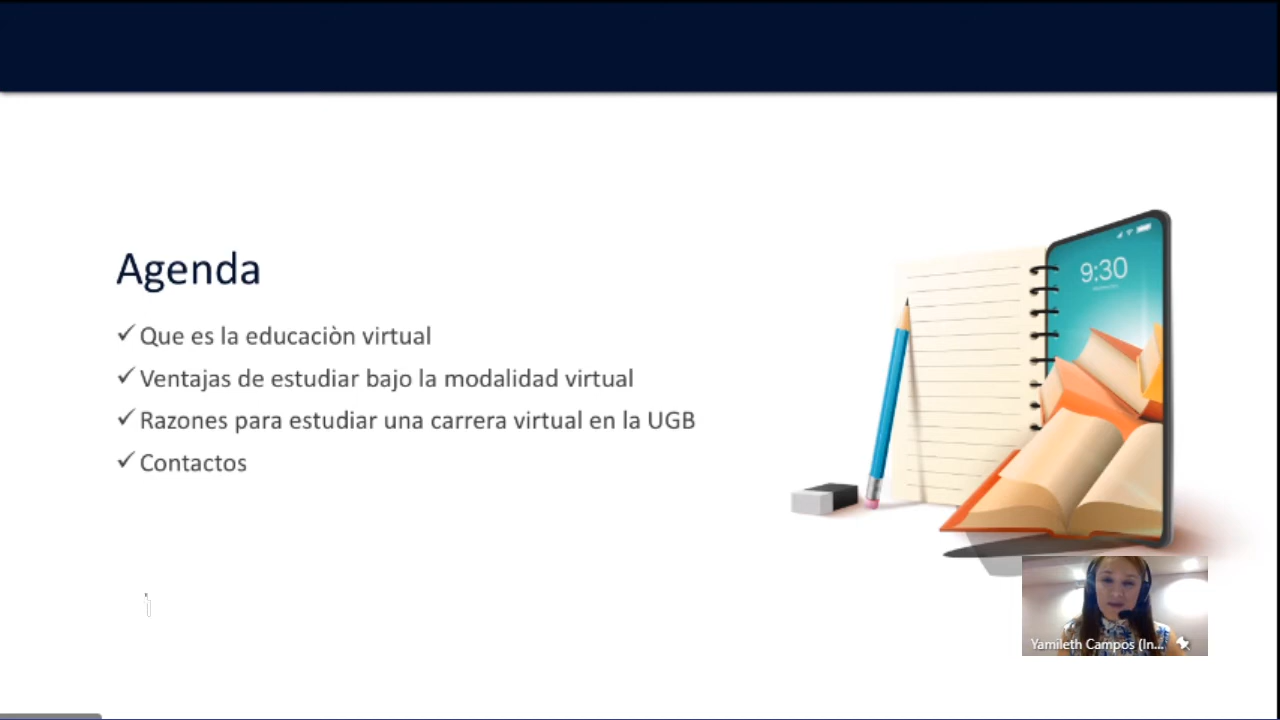 9:30
Agenda
✓ Que es la educaciòn virtual
✓ Ventajas de estudiar bajo la modalidad virtual
✓ Razones para estudiar una carrera virtual en la UGB
✓ Contactos
Yamileth Campos (In...